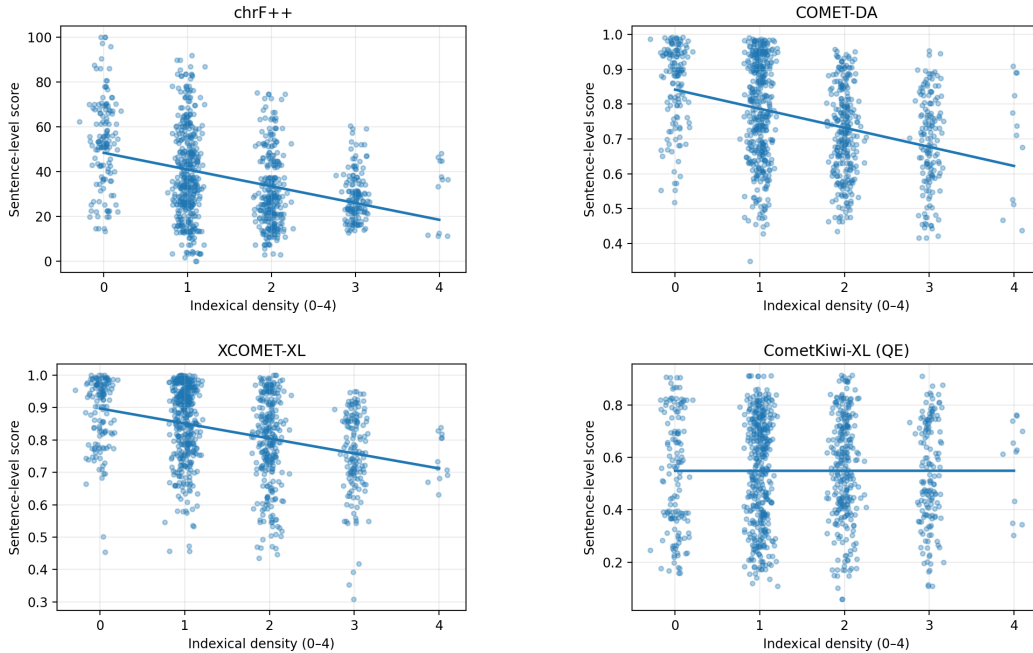 chrF++
COMET-DA
100
80
60
40
20
0
Sentence-level score
0 1 2 3 4
Indexical density (0–4)
1.0
0.9
0.8
0.7
0.6
0.5
0.4
Sentence-level score
0 1 2 3 4
Indexical density (0–4)
XCOMET-XL
CometKiwi-XL (QE)
1.0
0.9
0.8
0.7
0.6
0.5
0.4
0.3
Sentence-level score
0 1 2 3 4
Indexical density (0–4)
0.8
0.6
0.4
0.2
Sentence-level score
0 1 2 3 4
Indexical density (0–4)